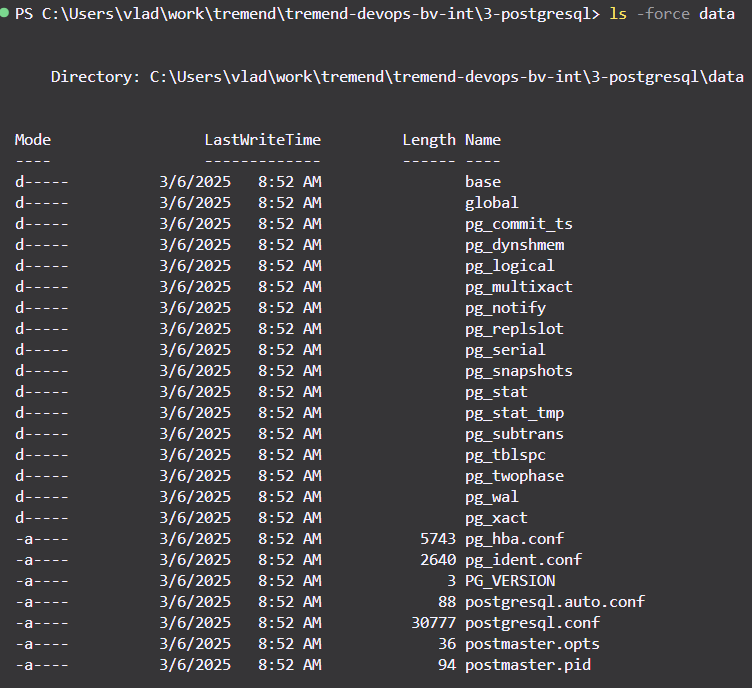 PS C:\Users\vlad\work\tremend\tremend-devops-bv-int\3-postgresql> ls -force data
Directory: C:\Users\vlad\work\tremend\tremend-devops-bv-int\3-postgresql\data
Mode LastWriteTime Length Name
---- ------------- ------ ----
d----- 3/6/2025 8:52 AM base
d----- 3/6/2025 8:52 AM global
d----- 3/6/2025 8:52 AM pg_commit_ts
d----- 3/6/2025 8:52 AM pg_dynshmem
d----- 3/6/2025 8:52 AM pg_logical
d----- 3/6/2025 8:52 AM pg_multixact
d----- 3/6/2025 8:52 AM pg_notify
d----- 3/6/2025 8:52 AM pg_replslot
d----- 3/6/2025 8:52 AM pg_serial
d----- 3/6/2025 8:52 AM pg_snapshots
d----- 3/6/2025 8:52 AM pg_stat
d----- 3/6/2025 8:52 AM pg_stat_tmp
d----- 3/6/2025 8:52 AM pg_subtrans
d----- 3/6/2025 8:52 AM pg_tblspc
d----- 3/6/2025 8:52 AM pg_twophase
d----- 3/6/2025 8:52 AM pg_wal
d----- 3/6/2025 8:52 AM pg_xact
-a---- 3/6/2025 8:52 AM 5743 pg_hba.conf
-a---- 3/6/2025 8:52 AM 2640 pg_ident.conf
-a---- 3/6/2025 8:52 AM 3 PG_VERSION
-a---- 3/6/2025 8:52 AM 88 postgresql.auto.conf
-a---- 3/6/2025 8:52 AM 30777 postgresql.conf
-a---- 3/6/2025 8:52 AM 36 postmaster.opts
-a---- 3/6/2025 8:52 AM 94 postmaster.pid